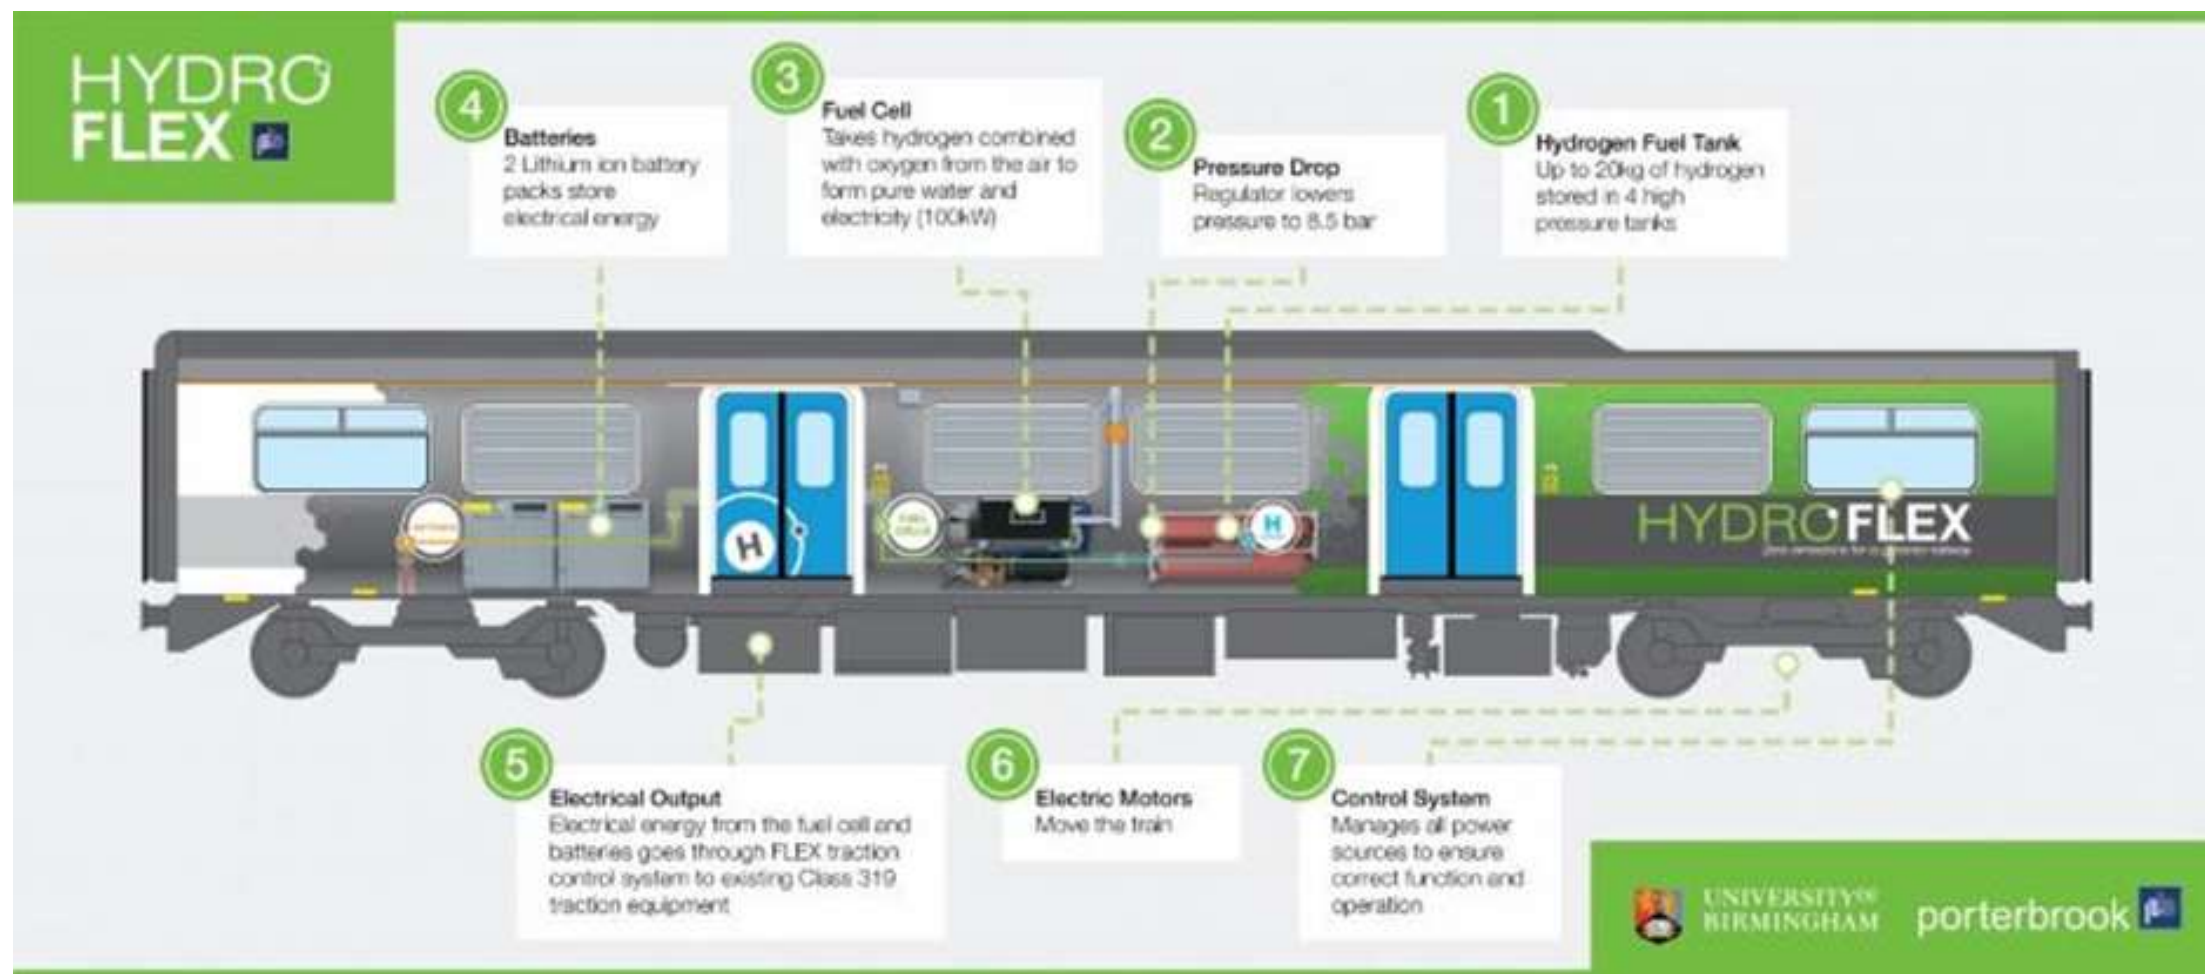 HYDRO
FLEX
4
Batteries
2 Lithium ion battery
packs store
electrical energy
3
Fuel Cell
Takes hydrogen combined
with oxygen from the air to
form pure water and
electricity (100kW)
2
Pressure Drop
Regulator lowers
pressure to 8.5 bar
1
Hydrogen Fuel Tank
Up to 20kg of hydrogen
stored in 4 high
pressure tanks
H
H
HYDROFLEX
5
Electrical Output
Electrical energy from the fuel cell and
batteries goes through FLEX traction
control system to existing Class 319
traction equipment
6
Electric Motors
Move the train
7
Control System
Manages all power
sources to ensure
correct function and
operation
UNIVERSITY OF
BIRMINGHAM
porterbrook